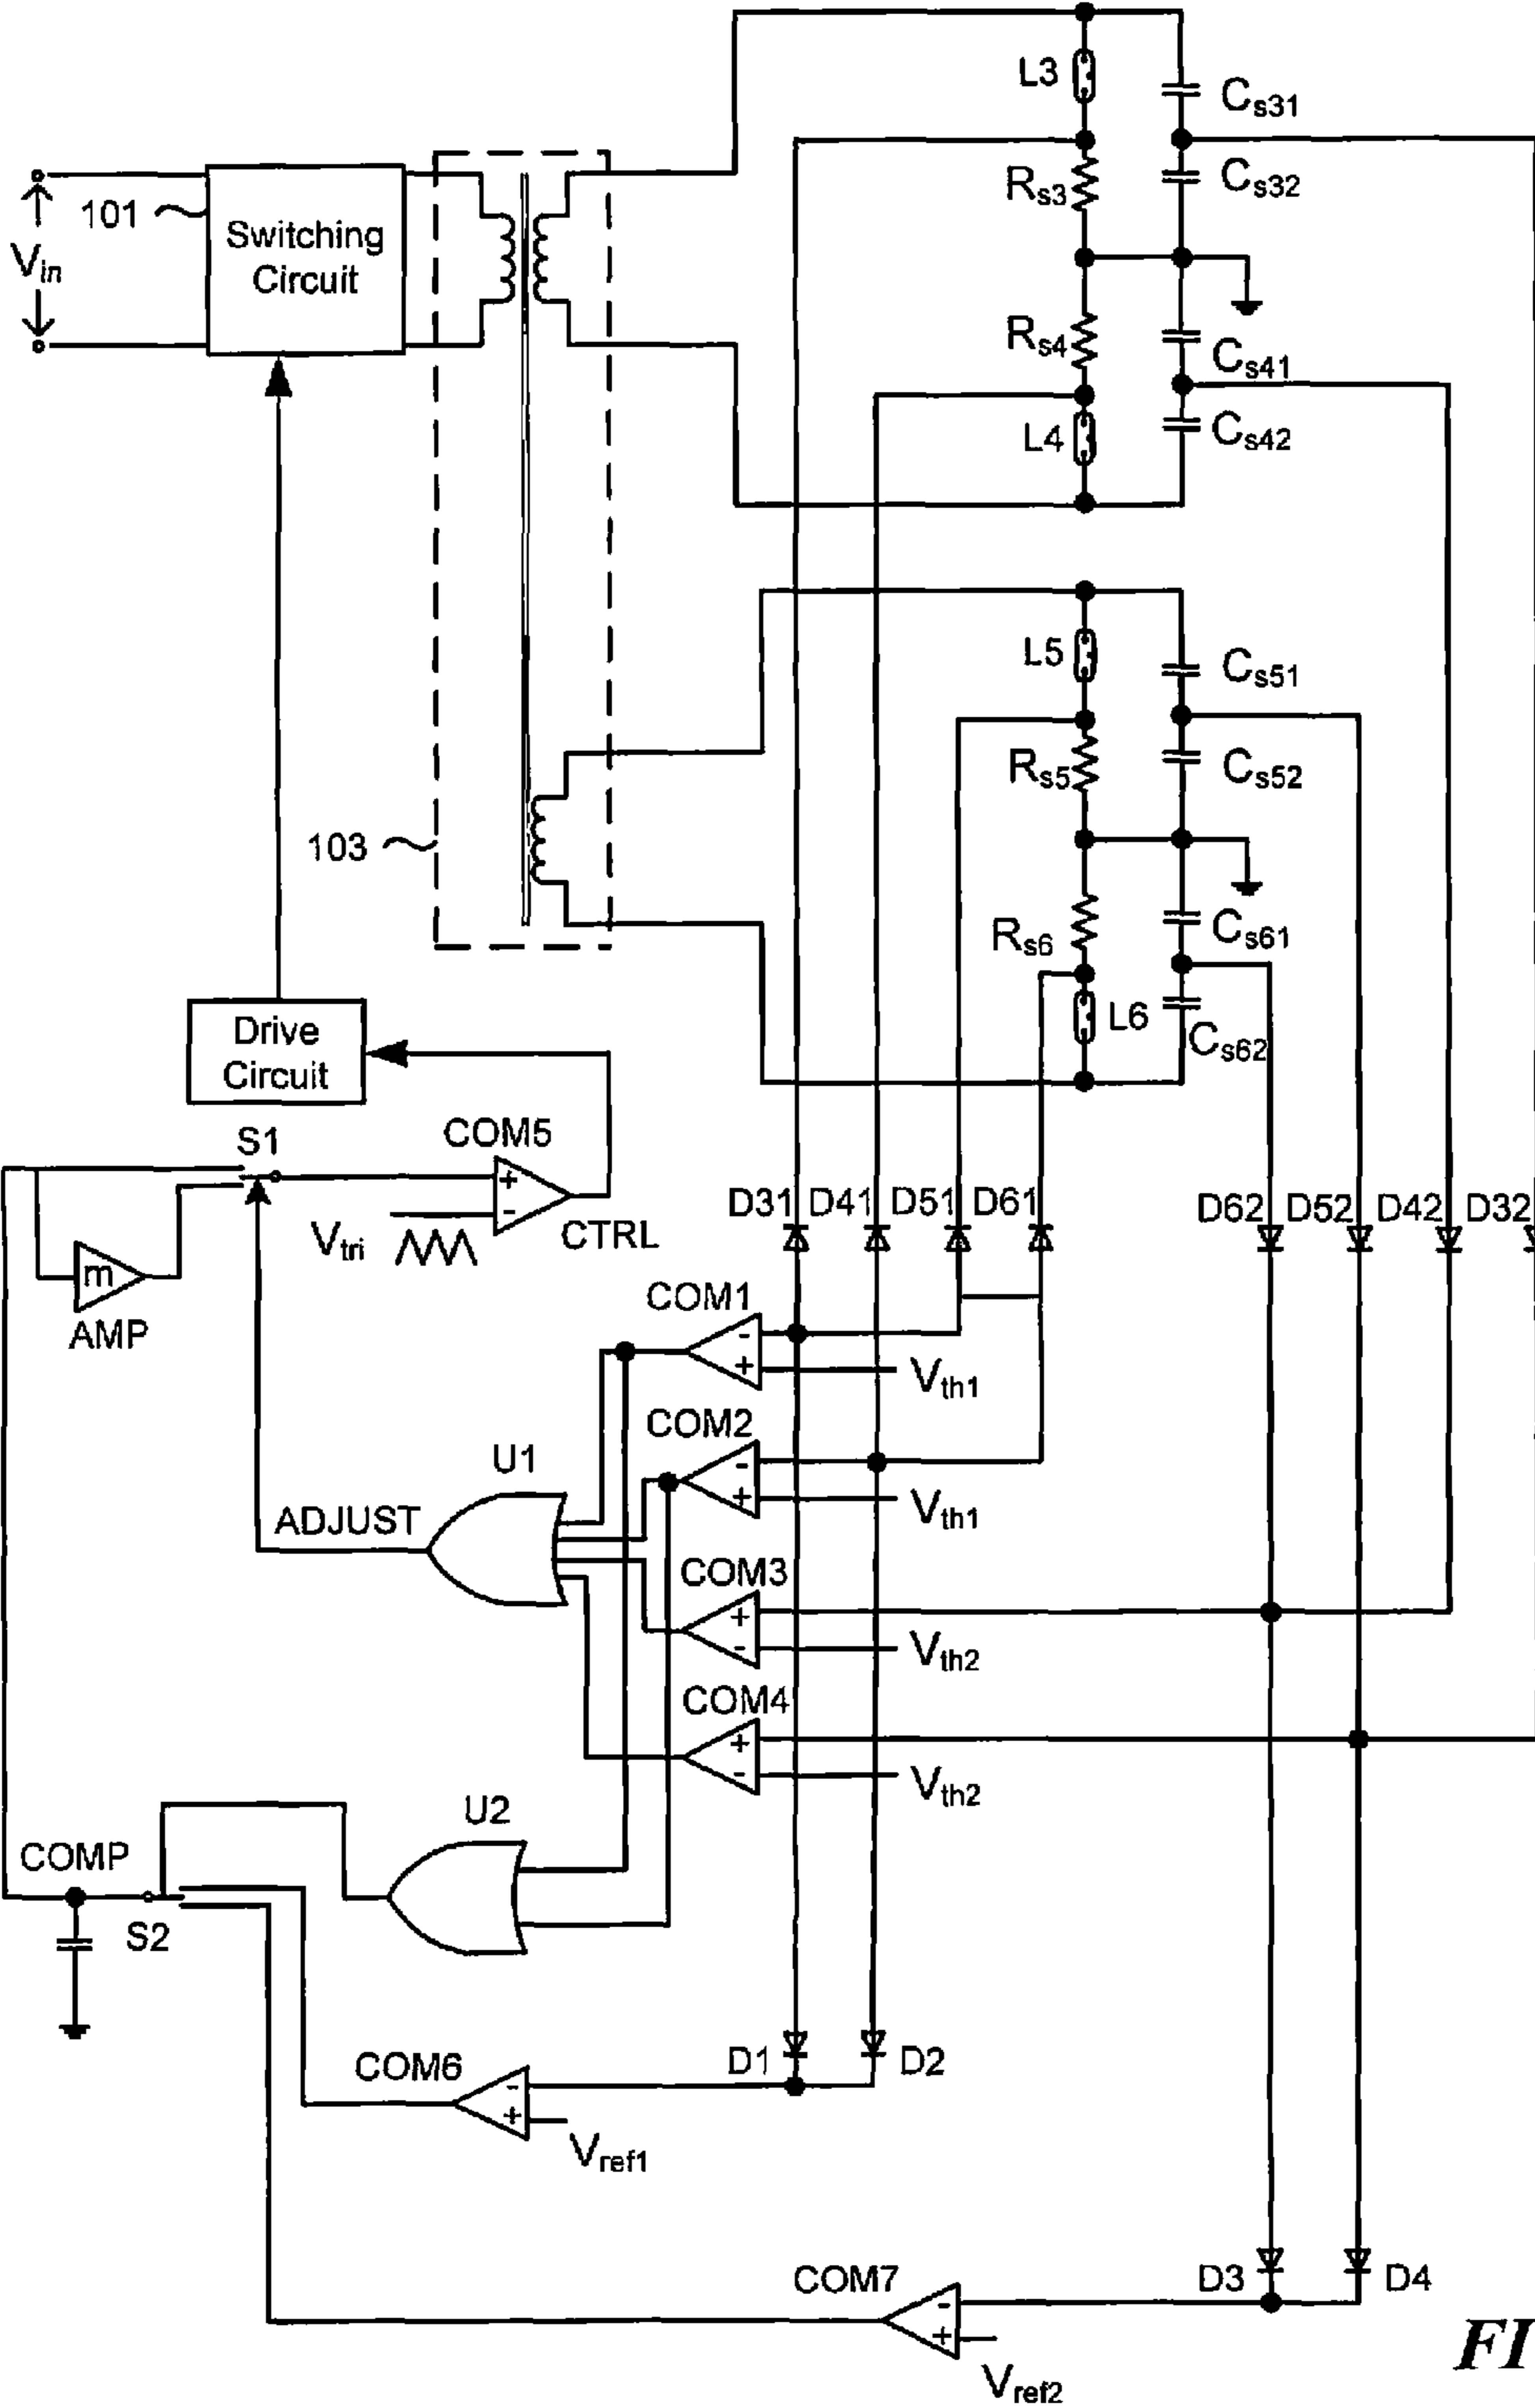 L3
Cs31
Rs3
Cs32
101
Switching
Circuit
Vin
Rs4
Cs41
L4
Cs42
L5
Cs51
Rs5
Cs52
103
Rs6
Cs61
L6
Cs62
Drive
Circuit
S1
COM5
+
-
CTRL
Vtri
m
AMP
D31
D41
D51
D61
D62
D52
D42
D32
COM1
-
+
Vth1
COM2
-
+
Vth1
U1
ADJUST
COM3
+
-
Vth2
COM4
+
-
Vth2
U2
COMP
S2
D1
D2
COM6
-
+
Vref1
COM7
-
+
Vref2
D3
D4
FI